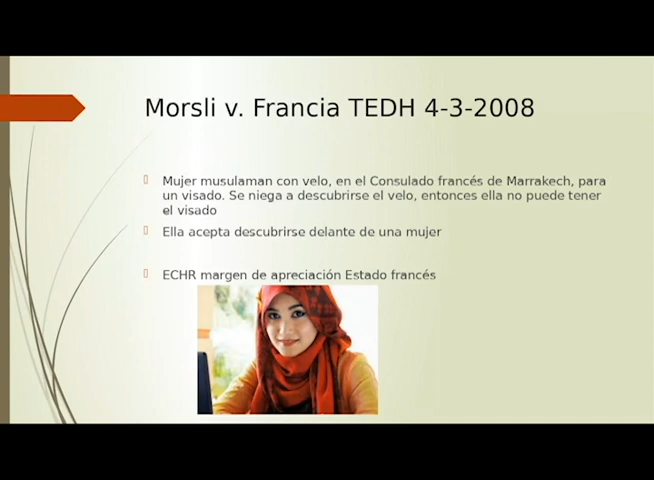 Morsli v. Francia TEDH 4-3-2008
Mujer musulaman con velo, en el Consulado francés de Marrakech, para
un visado. Se niega a descubrirse el velo, entonces ella no puede tener
el visado
Ella acepta descubrirse delante de una mujer
ECHR margen de apreciación Estado francés